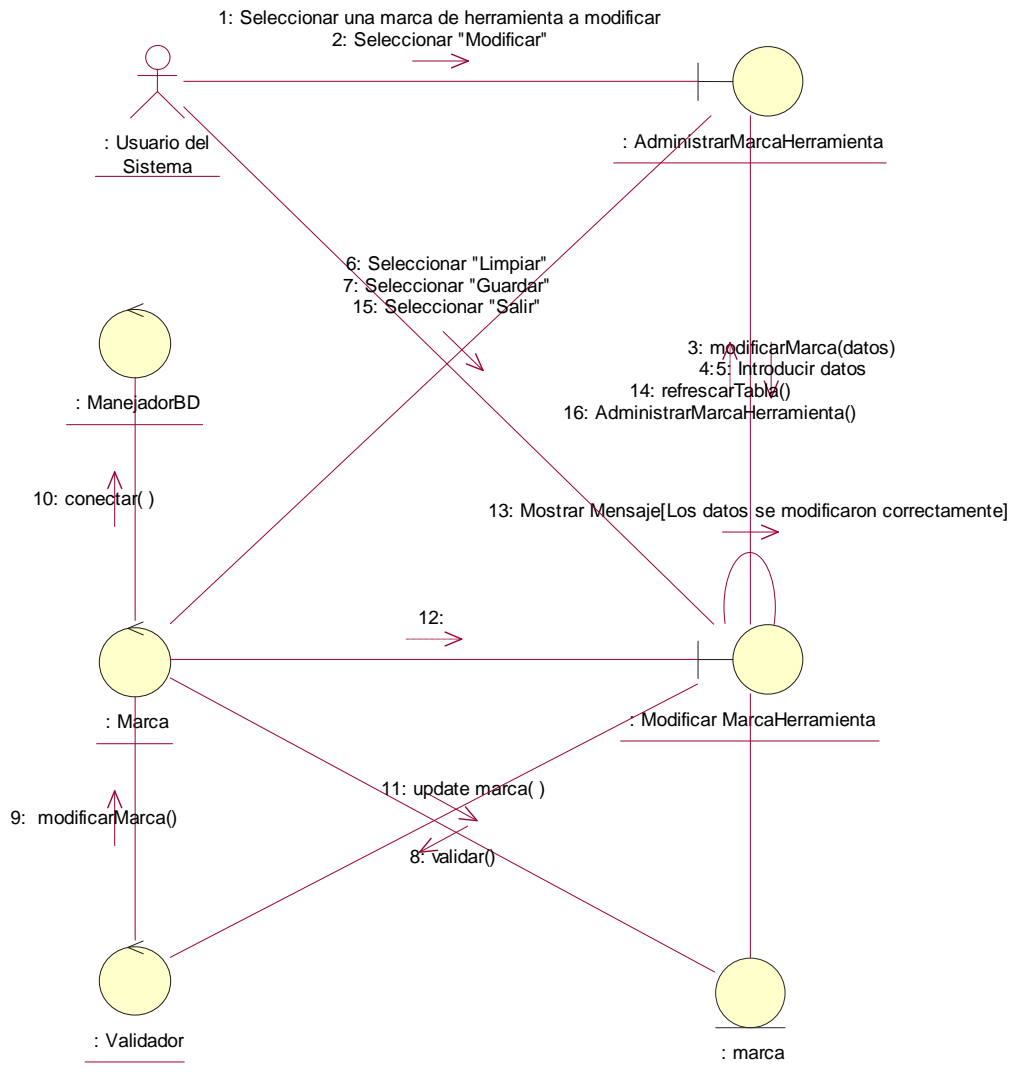 1: Seleccionar una marca de herramienta a modificar
2: Seleccionar "Modificar"
: Usuario del
Sistema
: AdministrarMarcaHerramienta
6: Seleccionar "Limpiar"
7: Seleccionar "Guardar"
15: Seleccionar "Salir"
3: modificarMarca(datos)
4:5: Introducir datos
14: refrescarTabla()
16: AdministrarMarcaHerramienta()
: ManejadorBD
10: conectar( )
13: Mostrar Mensaje[Los datos se modificaron correctamente]
12:
: Marca
: Modificar MarcaHerramienta
11: update marca( )
9: modificarMarca()
8: validar()
: Validador
: marca